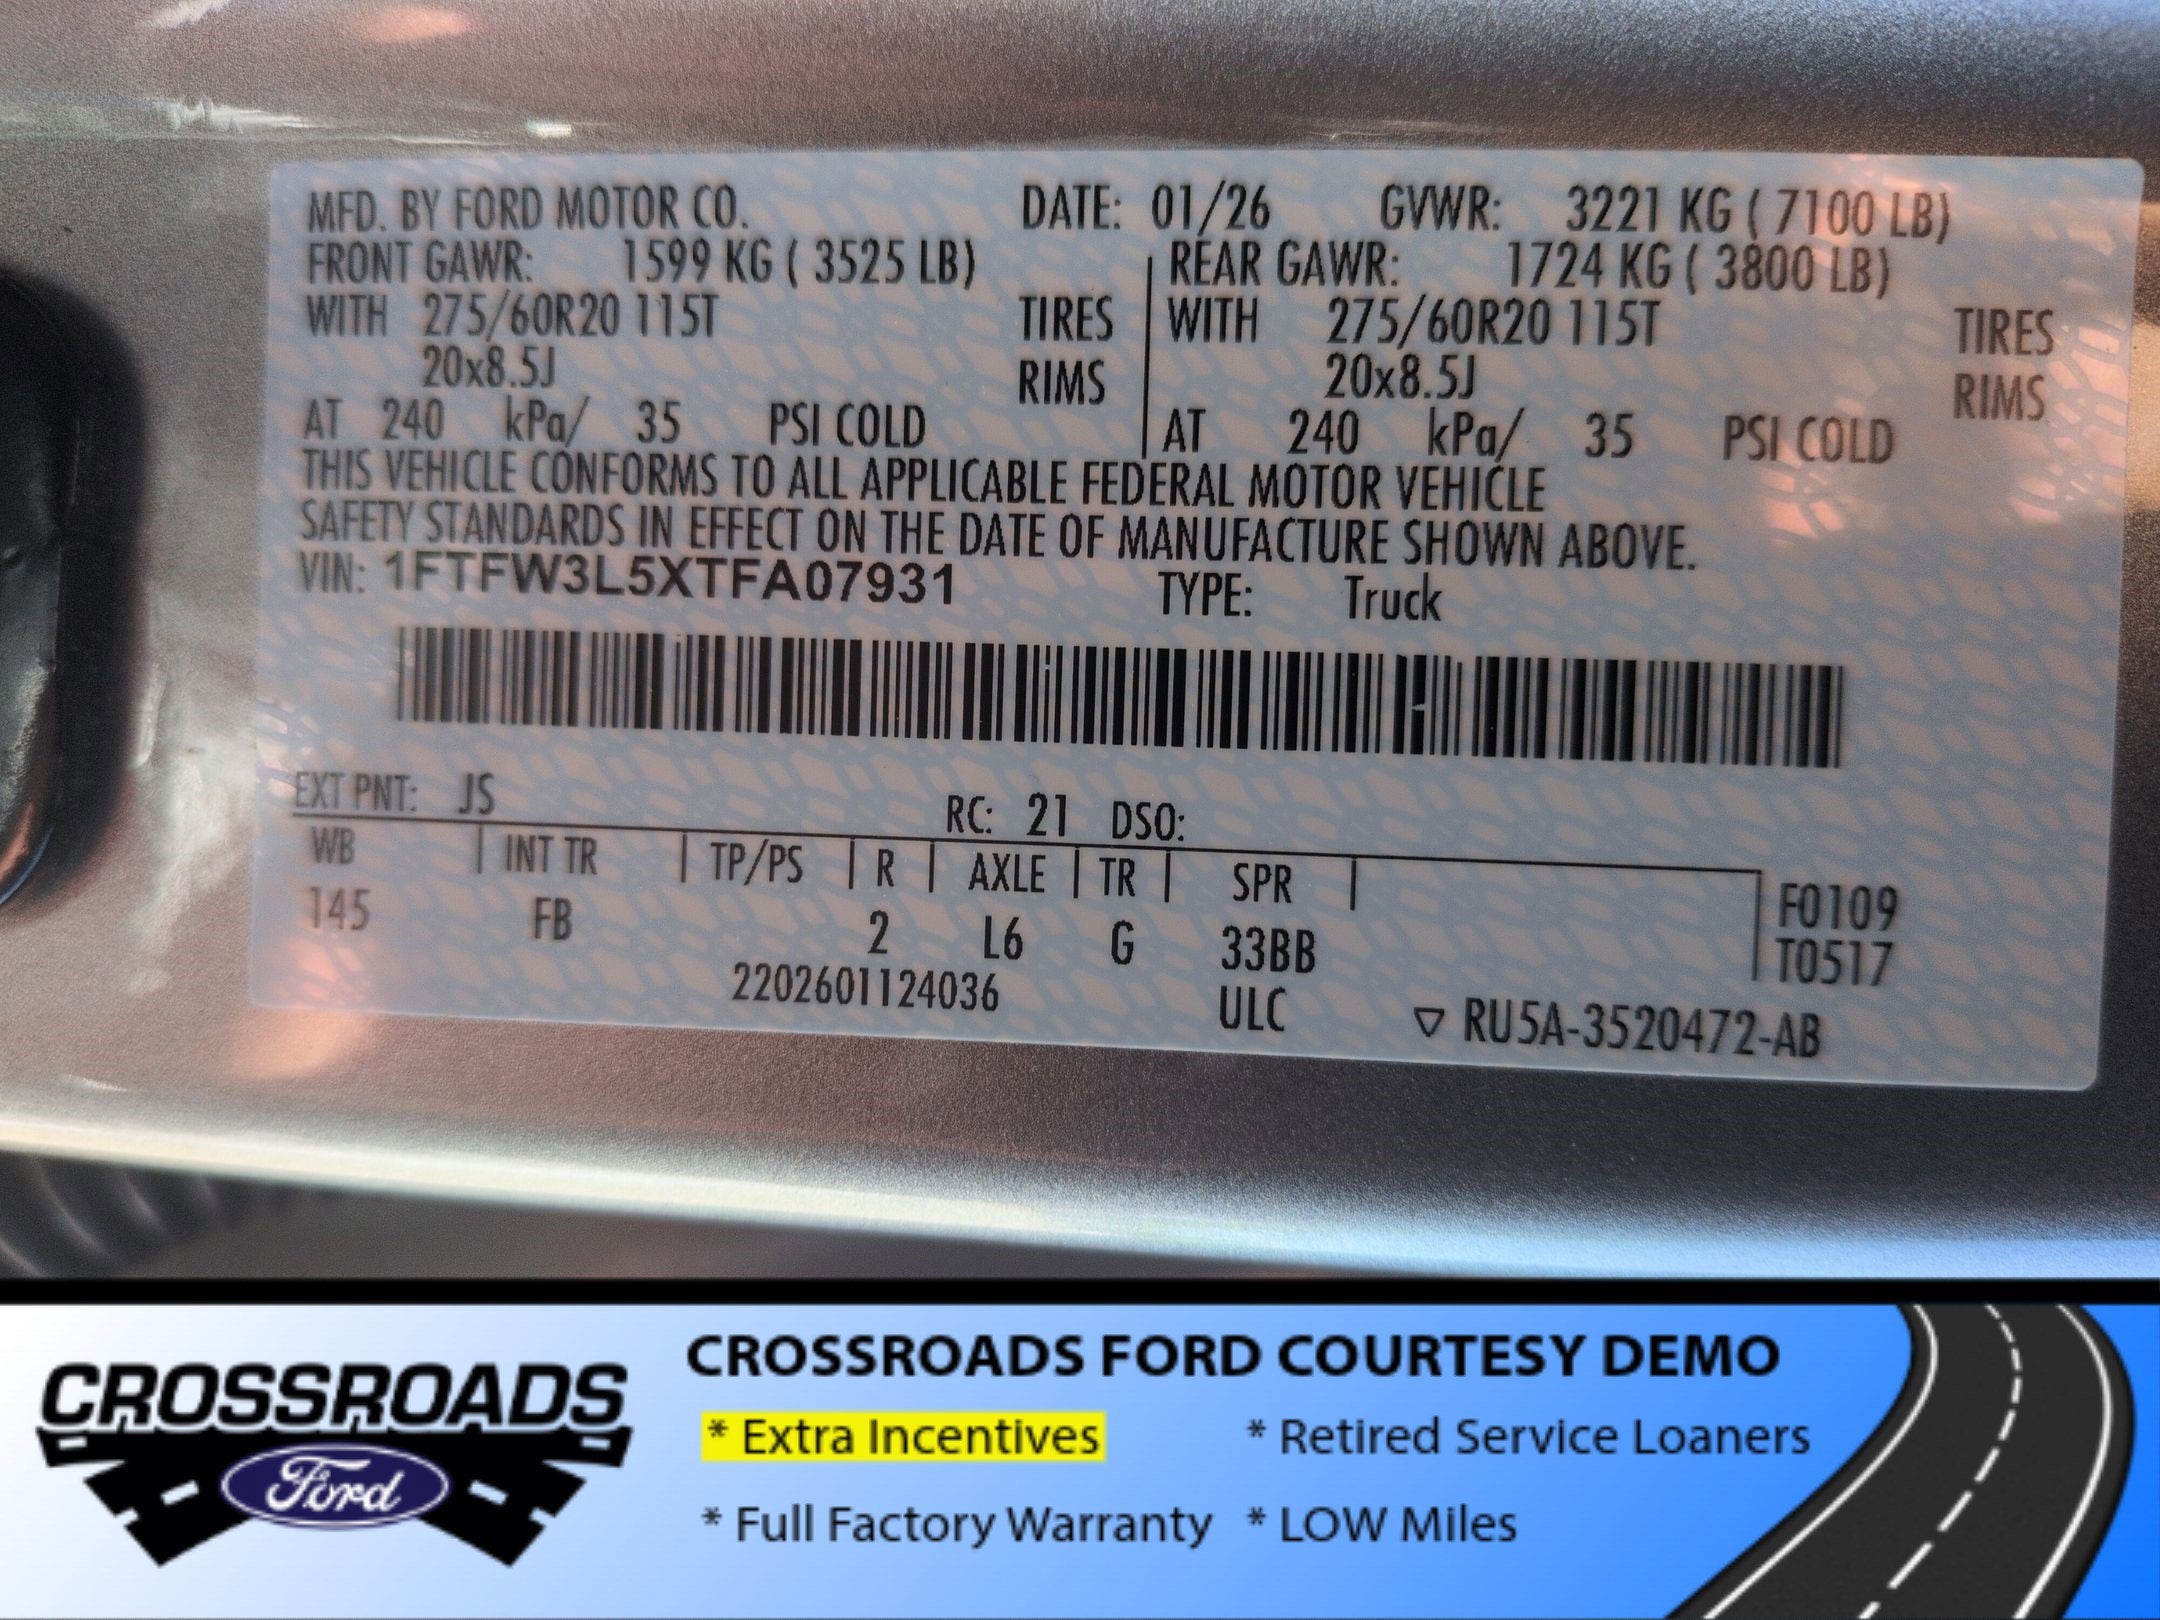 MFD. BY FORD MOTOR CO. DATE: 01/26 GVWR: 3221 KG ( 7100 LB)
FRONT GAWR: 1599 KG ( 3525 LB) REAR GAWR: 1724 KG ( 3800 LB)
WITH 275/60R20 115T TIRES WITH 275/60R20 115T TIRES
20x8.5J RIMS 20x8.5J RIMS
AT 240 kPa/ 35 PSI COLD AT 240 kPa/ 35 PSI COLD
THIS VEHICLE CONFORMS TO ALL APPLICABLE FEDERAL MOTOR VEHICLE
SAFETY STANDARDS IN EFFECT ON THE DATE OF MANUFACTURE SHOWN ABOVE.
VIN: 1FTFW3L5XTFA07931 TYPE: Truck
EXT PNT: JS RC: 21 DSO:
WB | INT TR | TP/PS | R | AXLE | TR | SPR | F0109
145 FB 2 L6 G 33BB T0517
2202601124036 ULC ▽ RU5A-3520472-AB
CROSSROADS FORD COURTESY DEMO
* Extra Incentives * Retired Service Loaners
* Full Factory Warranty * LOW Miles
CROSSROADS
Ford